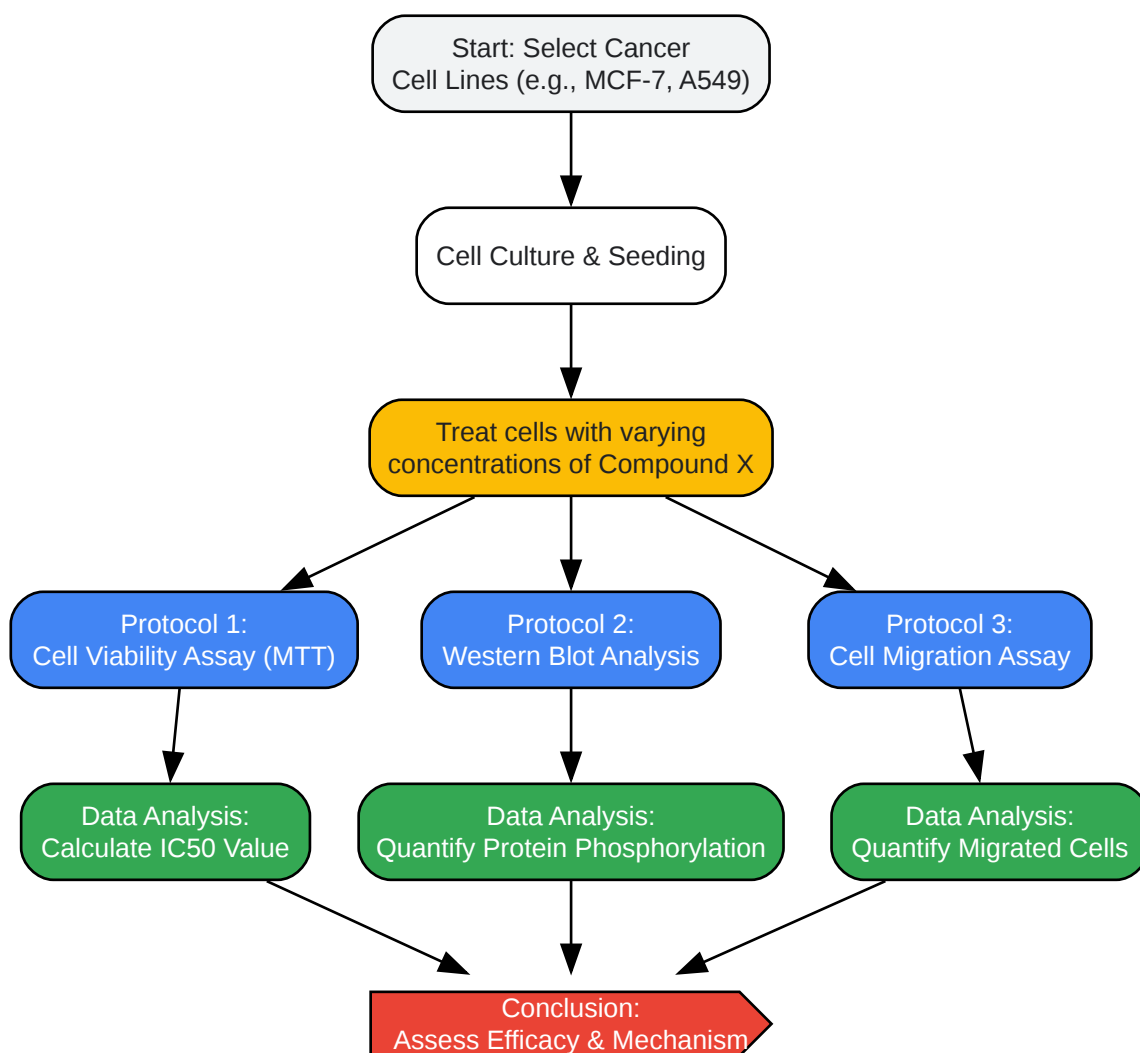 Start: Select Cancer
Cell Lines (e.g., MCF-7, A549)
Cell Culture & Seeding
Treat cells with varying
concentrations of Compound X
Protocol 1:
Cell Viability Assay (MTT)
Protocol 2:
Western Blot Analysis
Protocol 3:
Cell Migration Assay
Data Analysis:
Calculate IC50 Value
Data Analysis:
Quantify Protein Phosphorylation
Data Analysis:
Quantify Migrated Cells
Conclusion:
Assess Efficacy & Mechanism